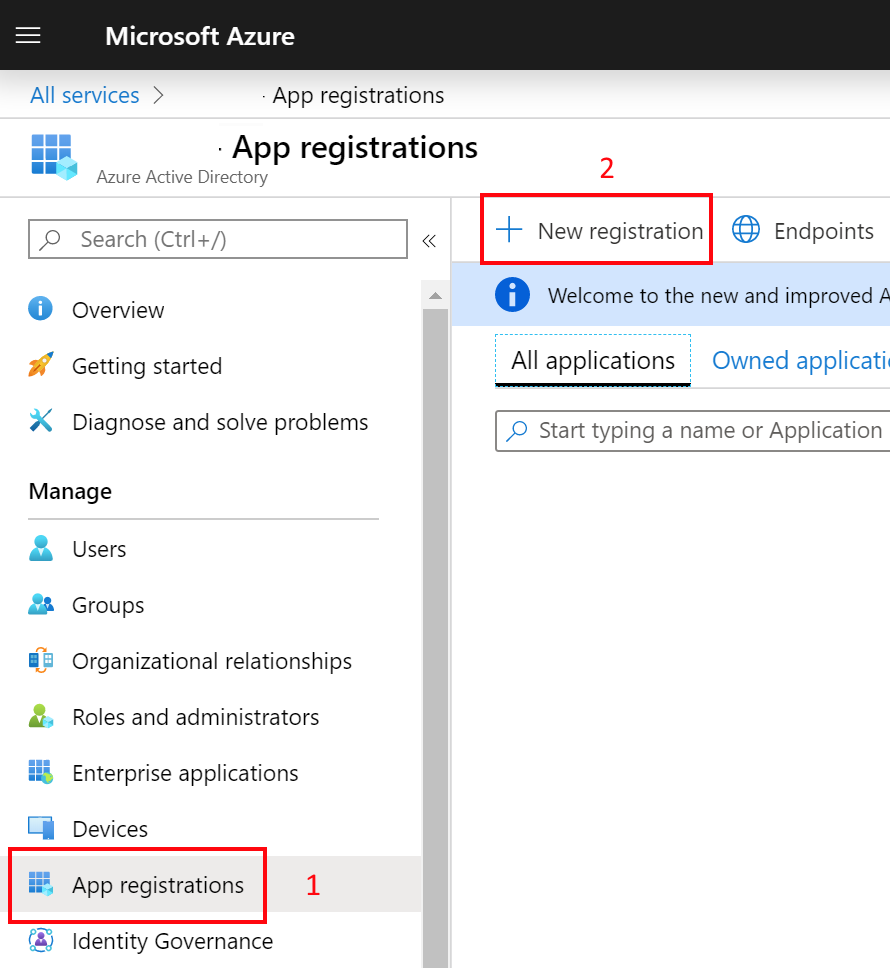 Microsoft Azure
All services > · App registrations
· App registrations
Azure Active Directory
2
Search (Ctrl+/)
«
+ New registration
Endpoints
Welcome to the new and improved A
Overview
Getting started
Diagnose and solve problems
All applications
Owned applicati
Start typing a name or Application
Manage
Users
Groups
Organizational relationships
Roles and administrators
Enterprise applications
Devices
App registrations
1
Identity Governance